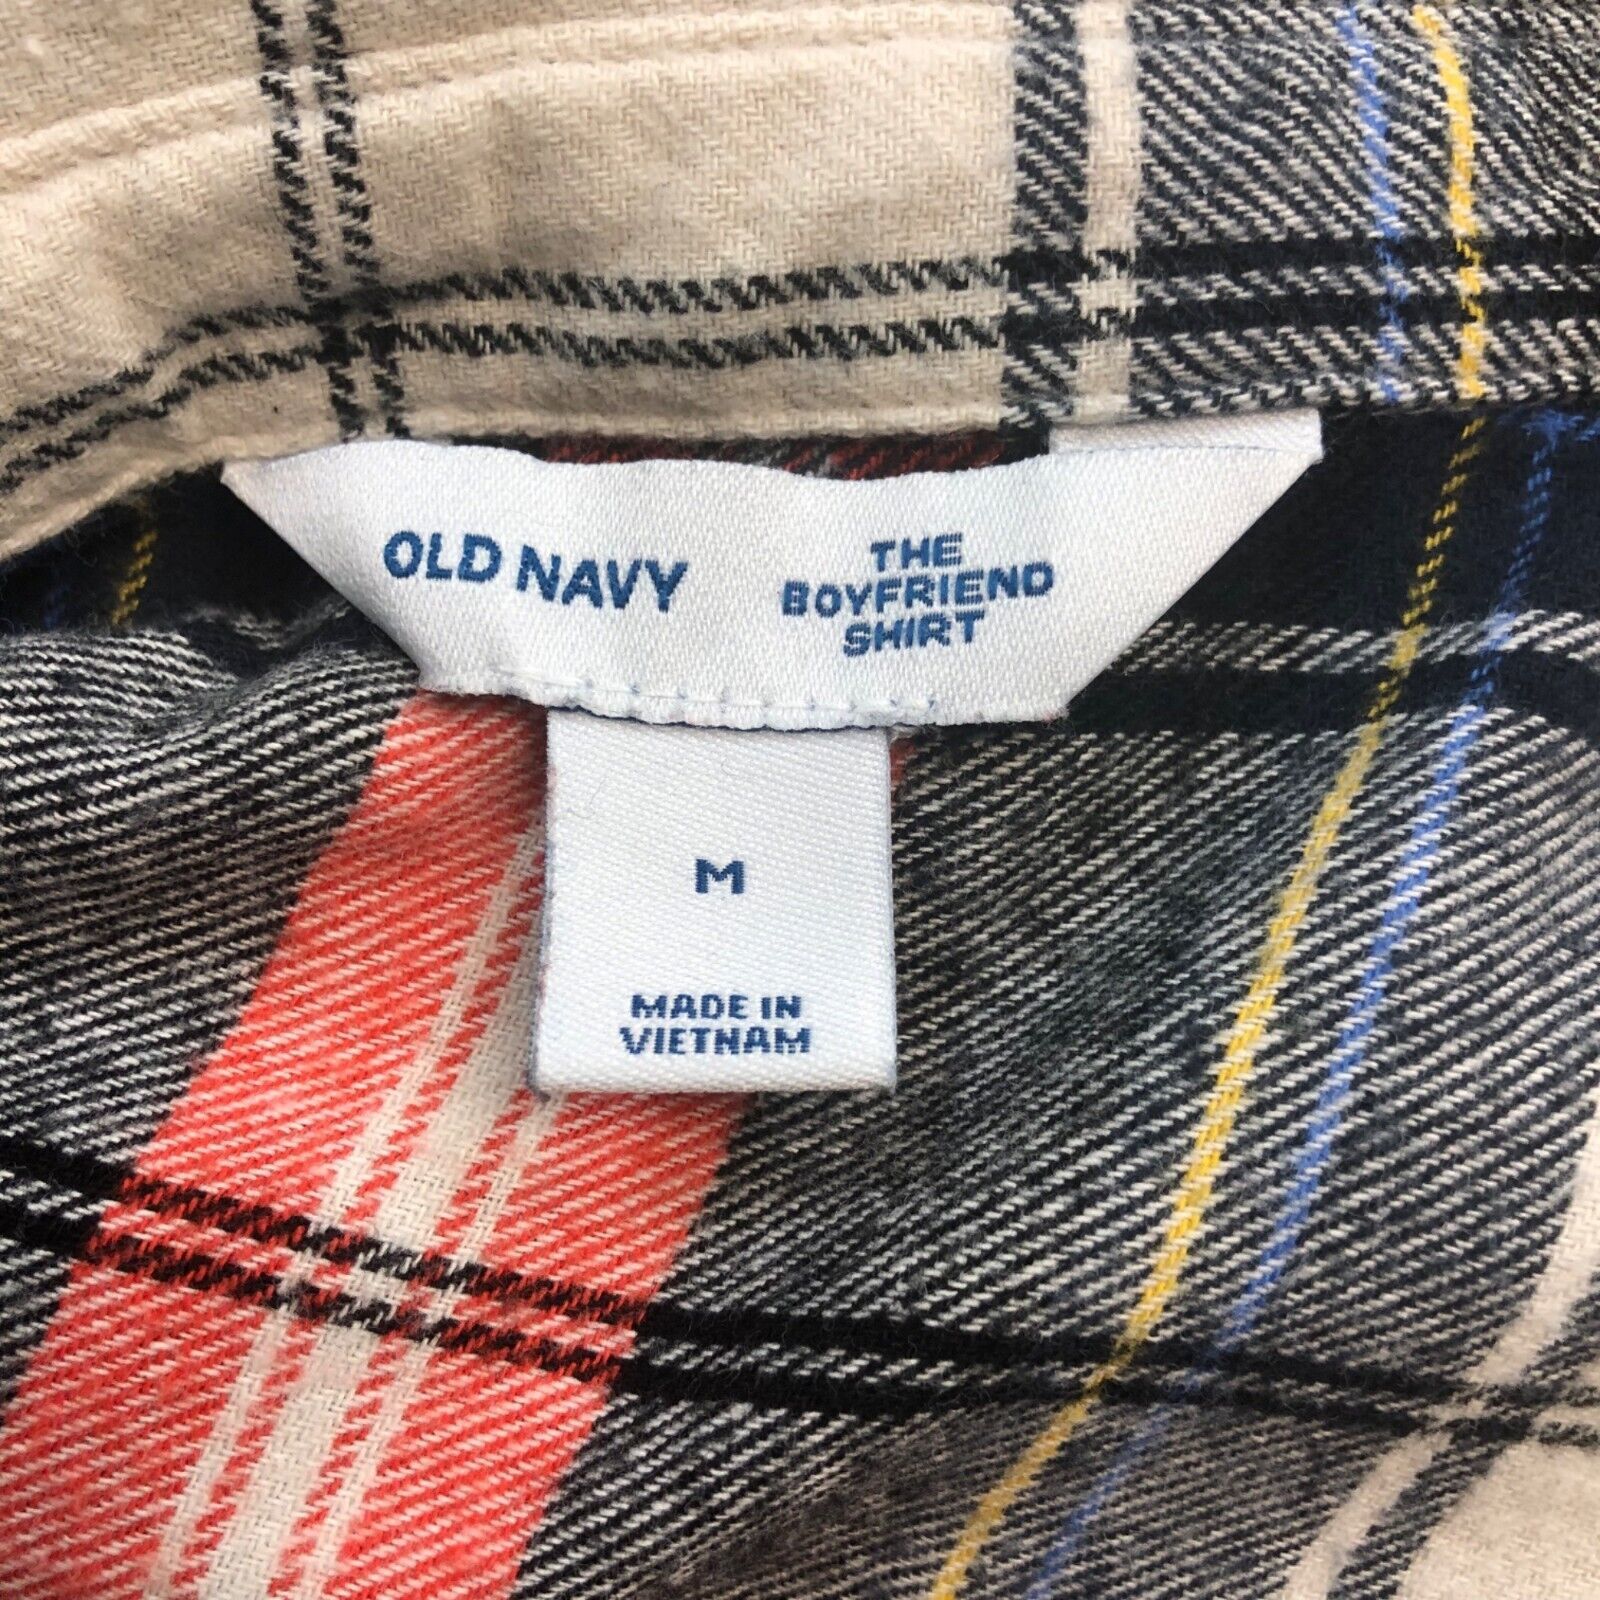 OLD NAVY
THE
BOYFRIEND
SHIRT
M
MADE IN
VIETNAM